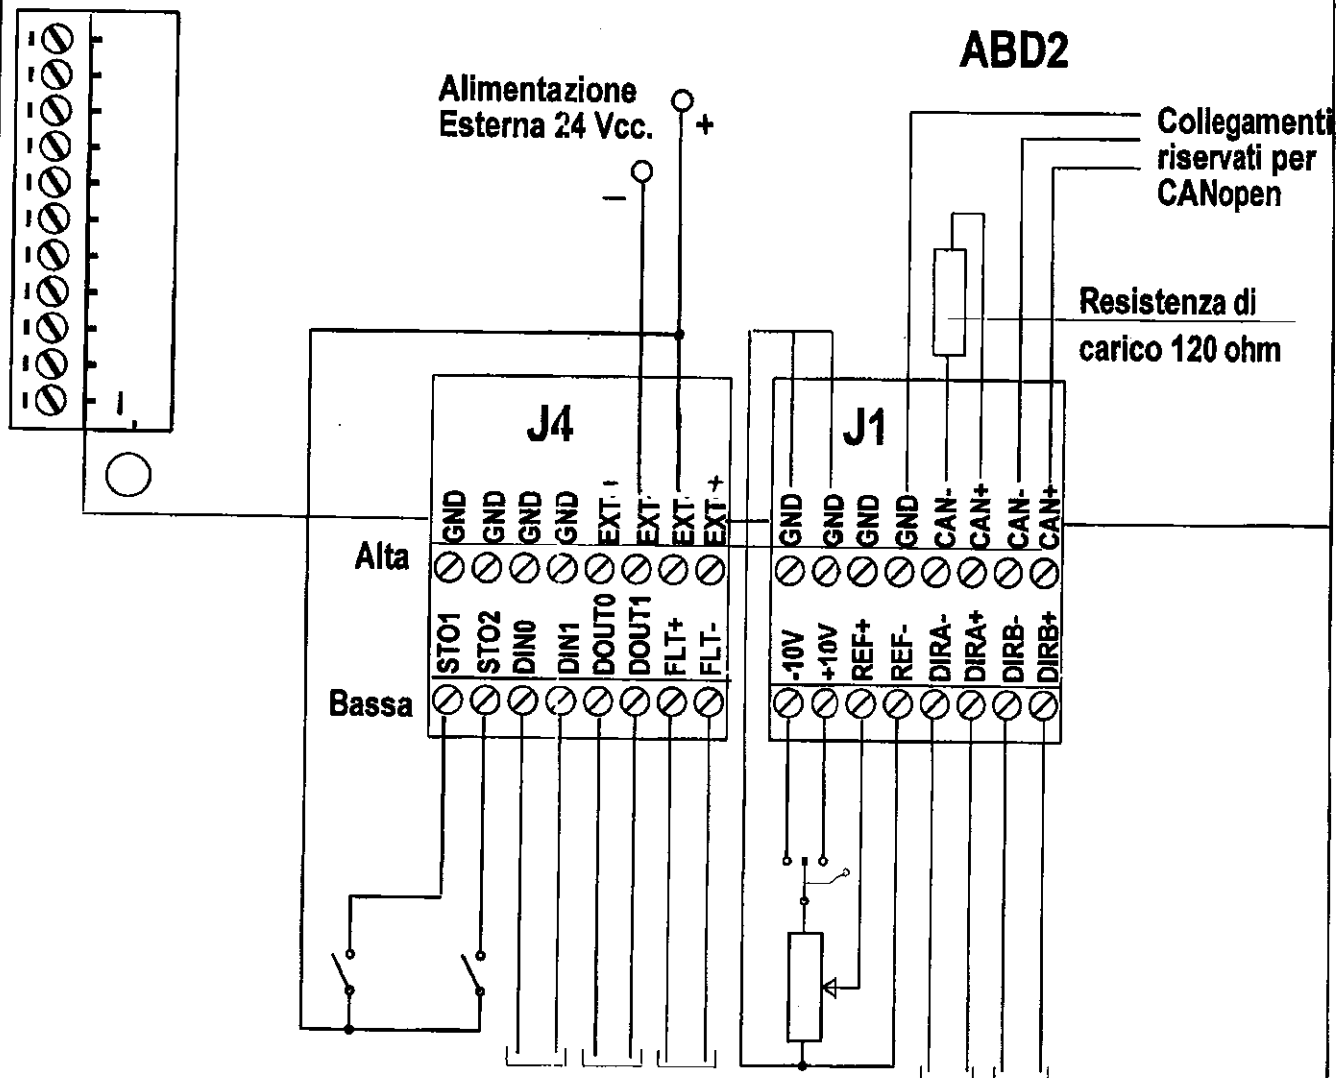 ABD2
Alimentazione
Esterna 24 Vcc.
+
−
Collegamenti
riservati per
CANopen
Resistenza di
carico 120 ohm
J4
J1
GND GND GND GND EXT- EXT- EXT+ EXT+
GND GND GND GND CAN- CAN+ CAN- CAN+
Alta
STO1 STO2 DIN0 DIN1 DOUT0 DOUT1 FLT+ FLT-
-10V +10V REF+ REF- DIRA- DIRA+ DIRB- DIRB+
Bassa